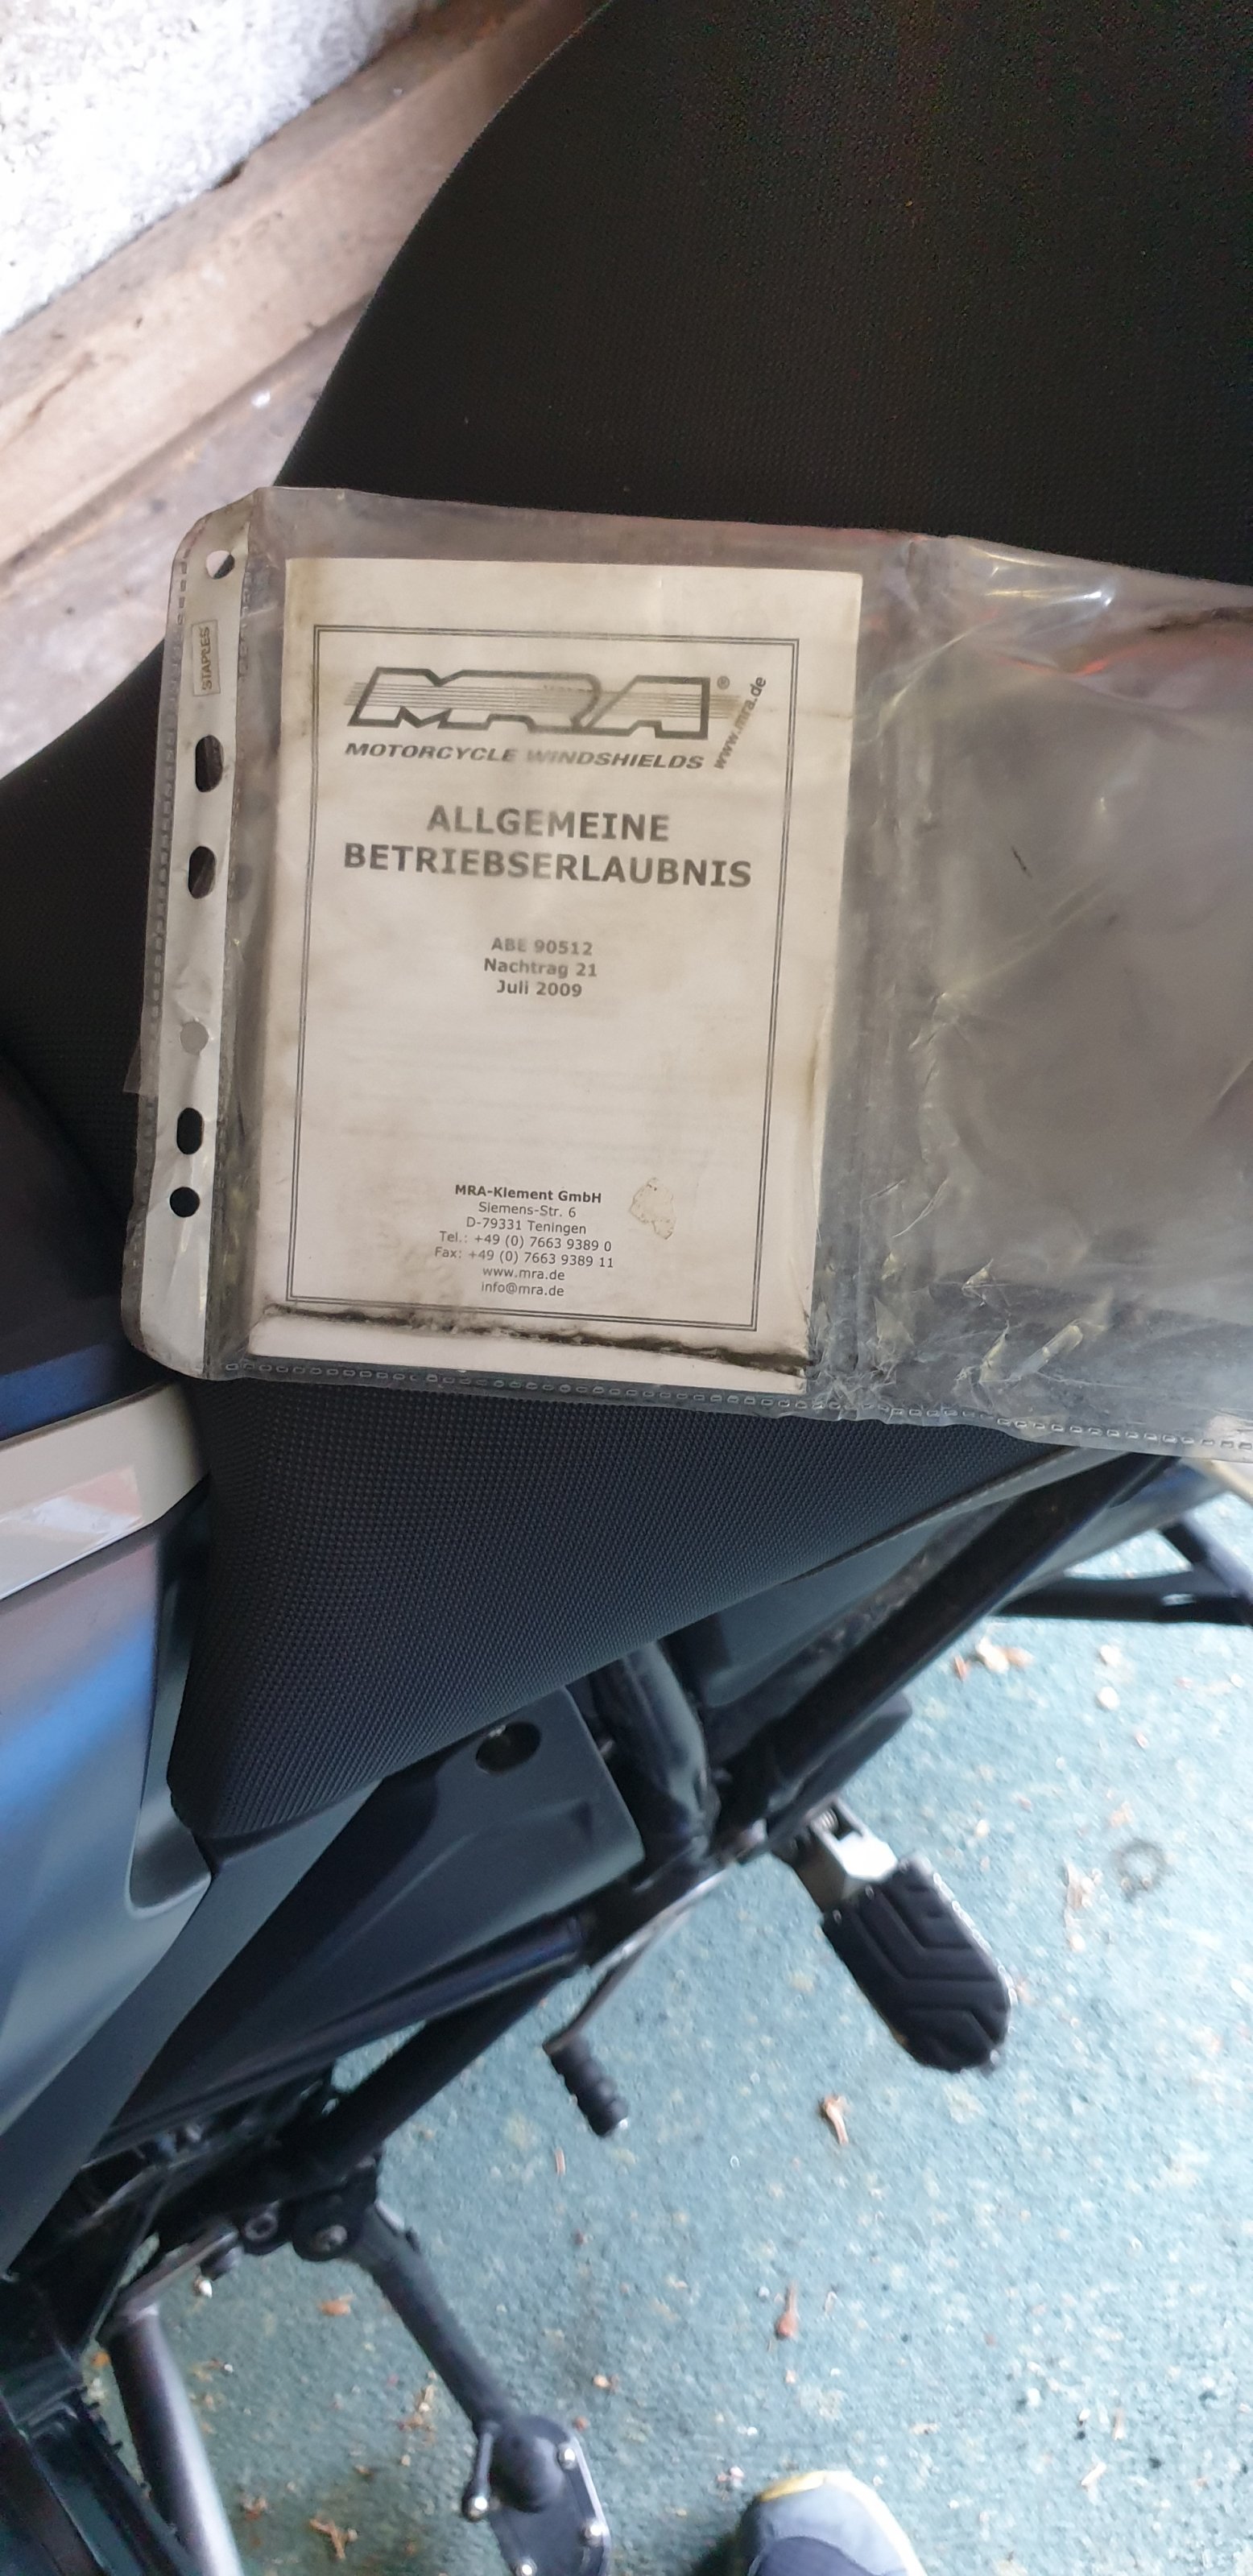 STAPLES
MRA®
www.mra.de
MOTORCYCLE WINDSHIELDS
ALLGEMEINE
BETRIEBSERLAUBNIS
ABE 90512
Nachtrag 21
Juli 2009
MRA-Klement GmbH
Siemens-Str. 6
D-79331 Teningen
Tel.: +49 (0) 7663 9389 0
Fax: +49 (0) 7663 9389 11
www.mra.de
info@mra.de